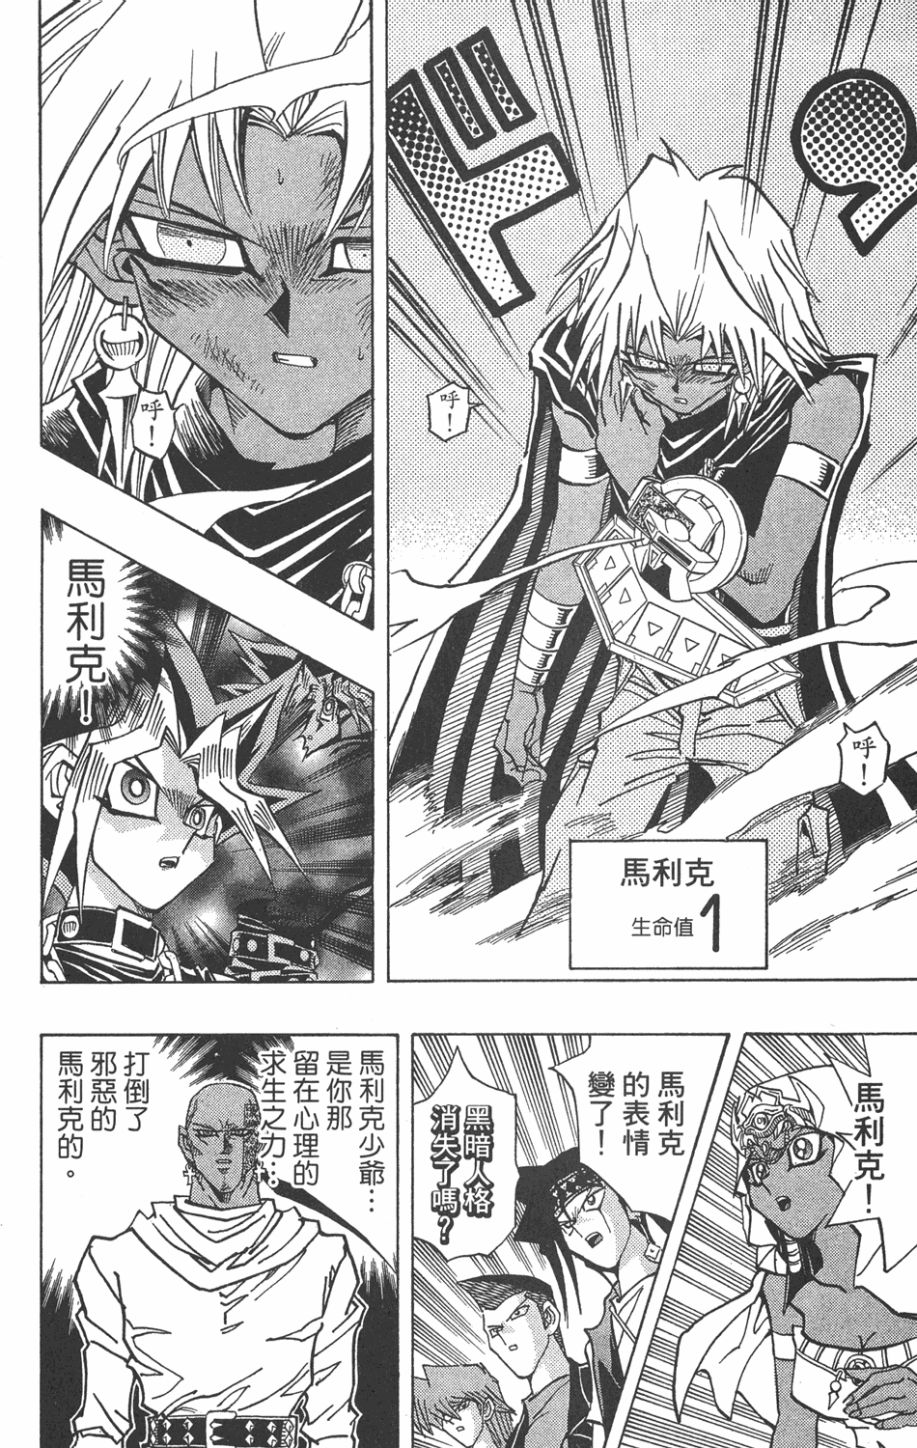 ドッ
呼！
呼！
馬利克
生命值1
呼！
馬利克！
馬利克！
馬利克
的表情
變了！
黑暗人格
消失了嗎？
馬利克少爺…
是你那
留在心理的
求生之力…
打倒了
邪惡的
馬利克的。